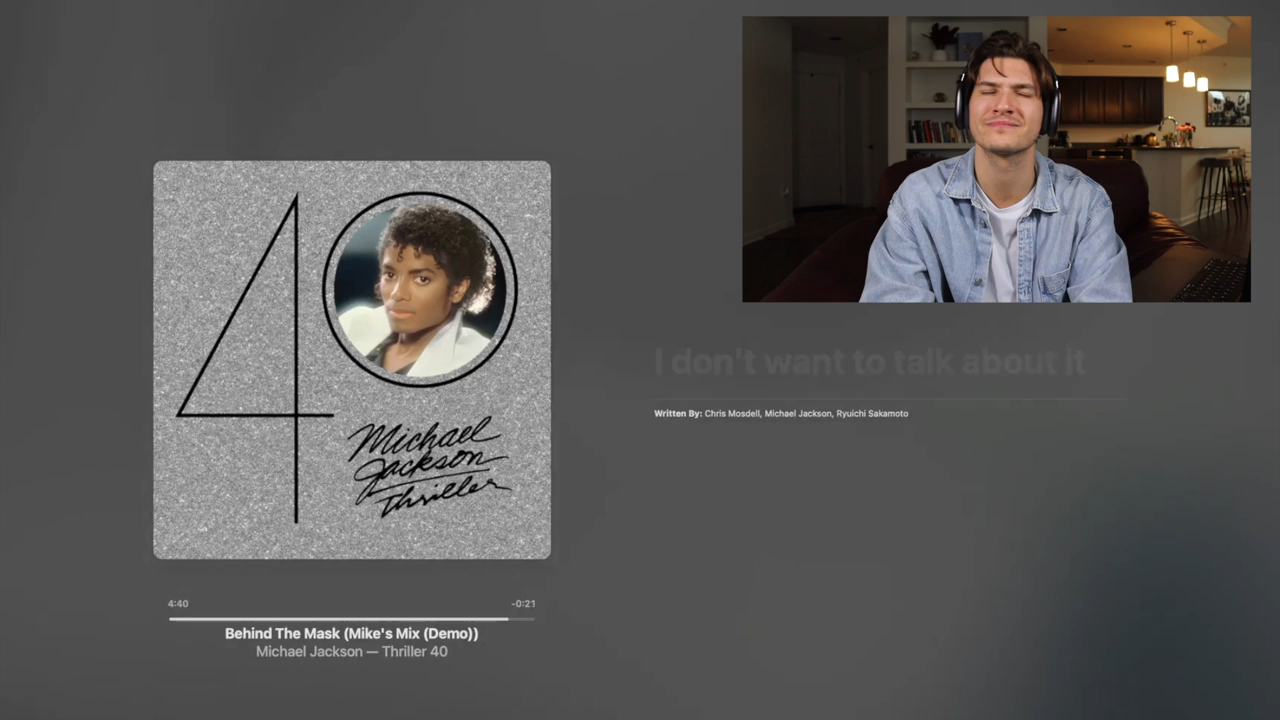 Michael
Jackson
Thriller
40
4:40
-0:21
Behind The Mask (Mike's Mix (Demo))
Michael Jackson — Thriller 40
I don't want to talk about it
Written By: Chris Mosdell, Michael Jackson, Ryuichi Sakamoto